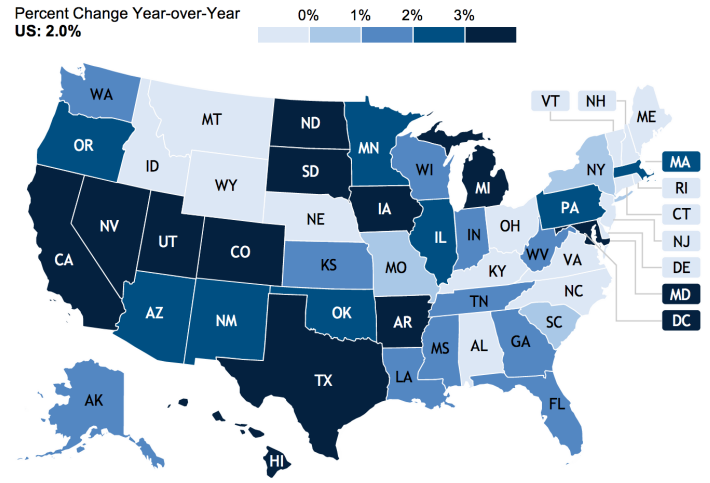 Percent Change Year-over-Year
US: 2.0%
0% 1% 2% 3%
WA
MT
ND
MN
VT NH
ME
OR
ID
SD
WI
MI
NY
MA
WY
RI
IA
PA
NE
CT
NV
OH
IL
IN
NJ
UT
CO
CA
KS
MO
WV
VA
DE
KY
MD
NC
TN
DC
AZ
NM
OK
AR
SC
MS
AL
GA
TX
LA
AK
FL
HI